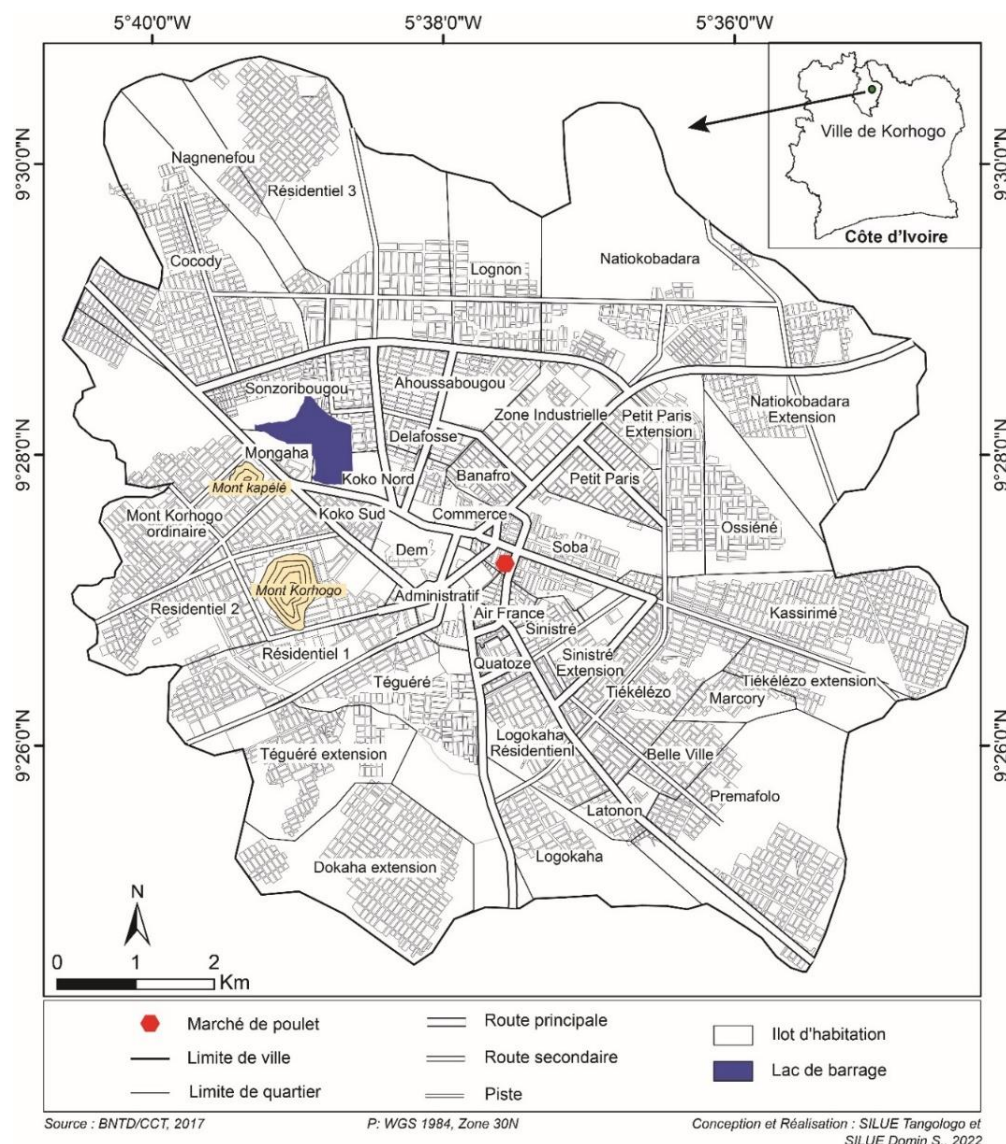 5°40'0"W
5°38'0"W
5°36'0"W
9°30'0"N
9°30'0"N
Ville de Korhogo
Côte d'Ivoire
Nagnenefou
Résidentiel 3
Cocody
Lognon
Natiokobadara
Sonzoribougou
Ahoussabougou
Natiokobadara
Extension
Zone Industrielle
Petit Paris
Extension
9°28'0"N
9°28'0"N
Mongaha
Delafosse
Banafro
Petit Paris
Mont kapélé
Koko Nord
Mont Korhogo
ordinaire
Koko Sud
Commerce
Ossiéné
Dem
Soba
Mont Korhogo
Administratif
Residentiel 2
Air France
Kassirimé
Sinistré
Résidentiel 1
Quatoze
Sinistré
Extension
Téguéré
Tiékélézo
Tiékélézo extension
Marcory
9°26'0"N
9°26'0"N
Téguéré extension
Logokaha
Résidentienl
Belle Ville
Premafolo
Latonon
Logokaha
Dokaha extension
N
0 1 2
Km
Marché de poulet
Limite de ville
Limite de quartier
Route principale
Route secondaire
Piste
Ilot d'habitation
Lac de barrage
Source : BNTD/CCT, 2017
P: WGS 1984, Zone 30N
Conception et Réalisation : SILUE Tangologo et
SILUE Domin S., 2022